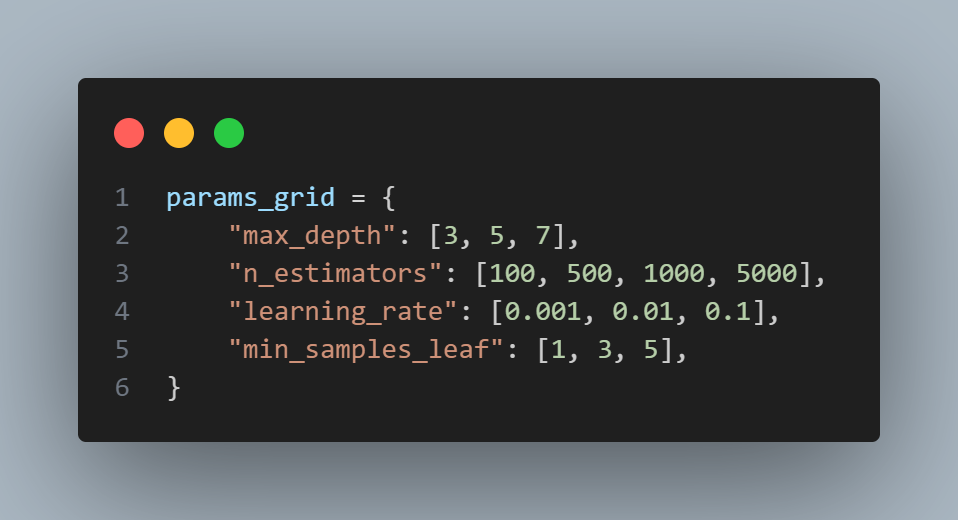 1 params_grid = {
2     "max_depth": [3, 5, 7],
3     "n_estimators": [100, 500, 1000, 5000],
4     "learning_rate": [0.001, 0.01, 0.1],
5     "min_samples_leaf": [1, 3, 5],
6 }